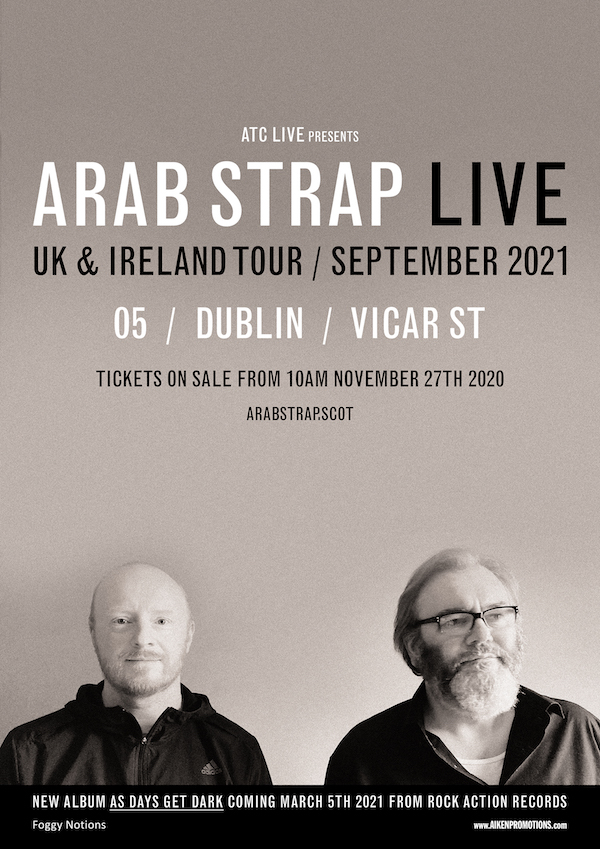 ATC LIVE PRESENTS
ARAB STRAP LIVE
UK & IRELAND TOUR / SEPTEMBER 2021
05 / DUBLIN / VICAR ST
TICKETS ON SALE FROM 10AM NOVEMBER 27TH 2020
ARABSTRAP.SCOT
adidas
NEW ALBUM AS DAYS GET DARK COMING MARCH 5TH 2021 FROM ROCK ACTION RECORDS
Foggy Notions
www.AIKENPROMOTIONS.com